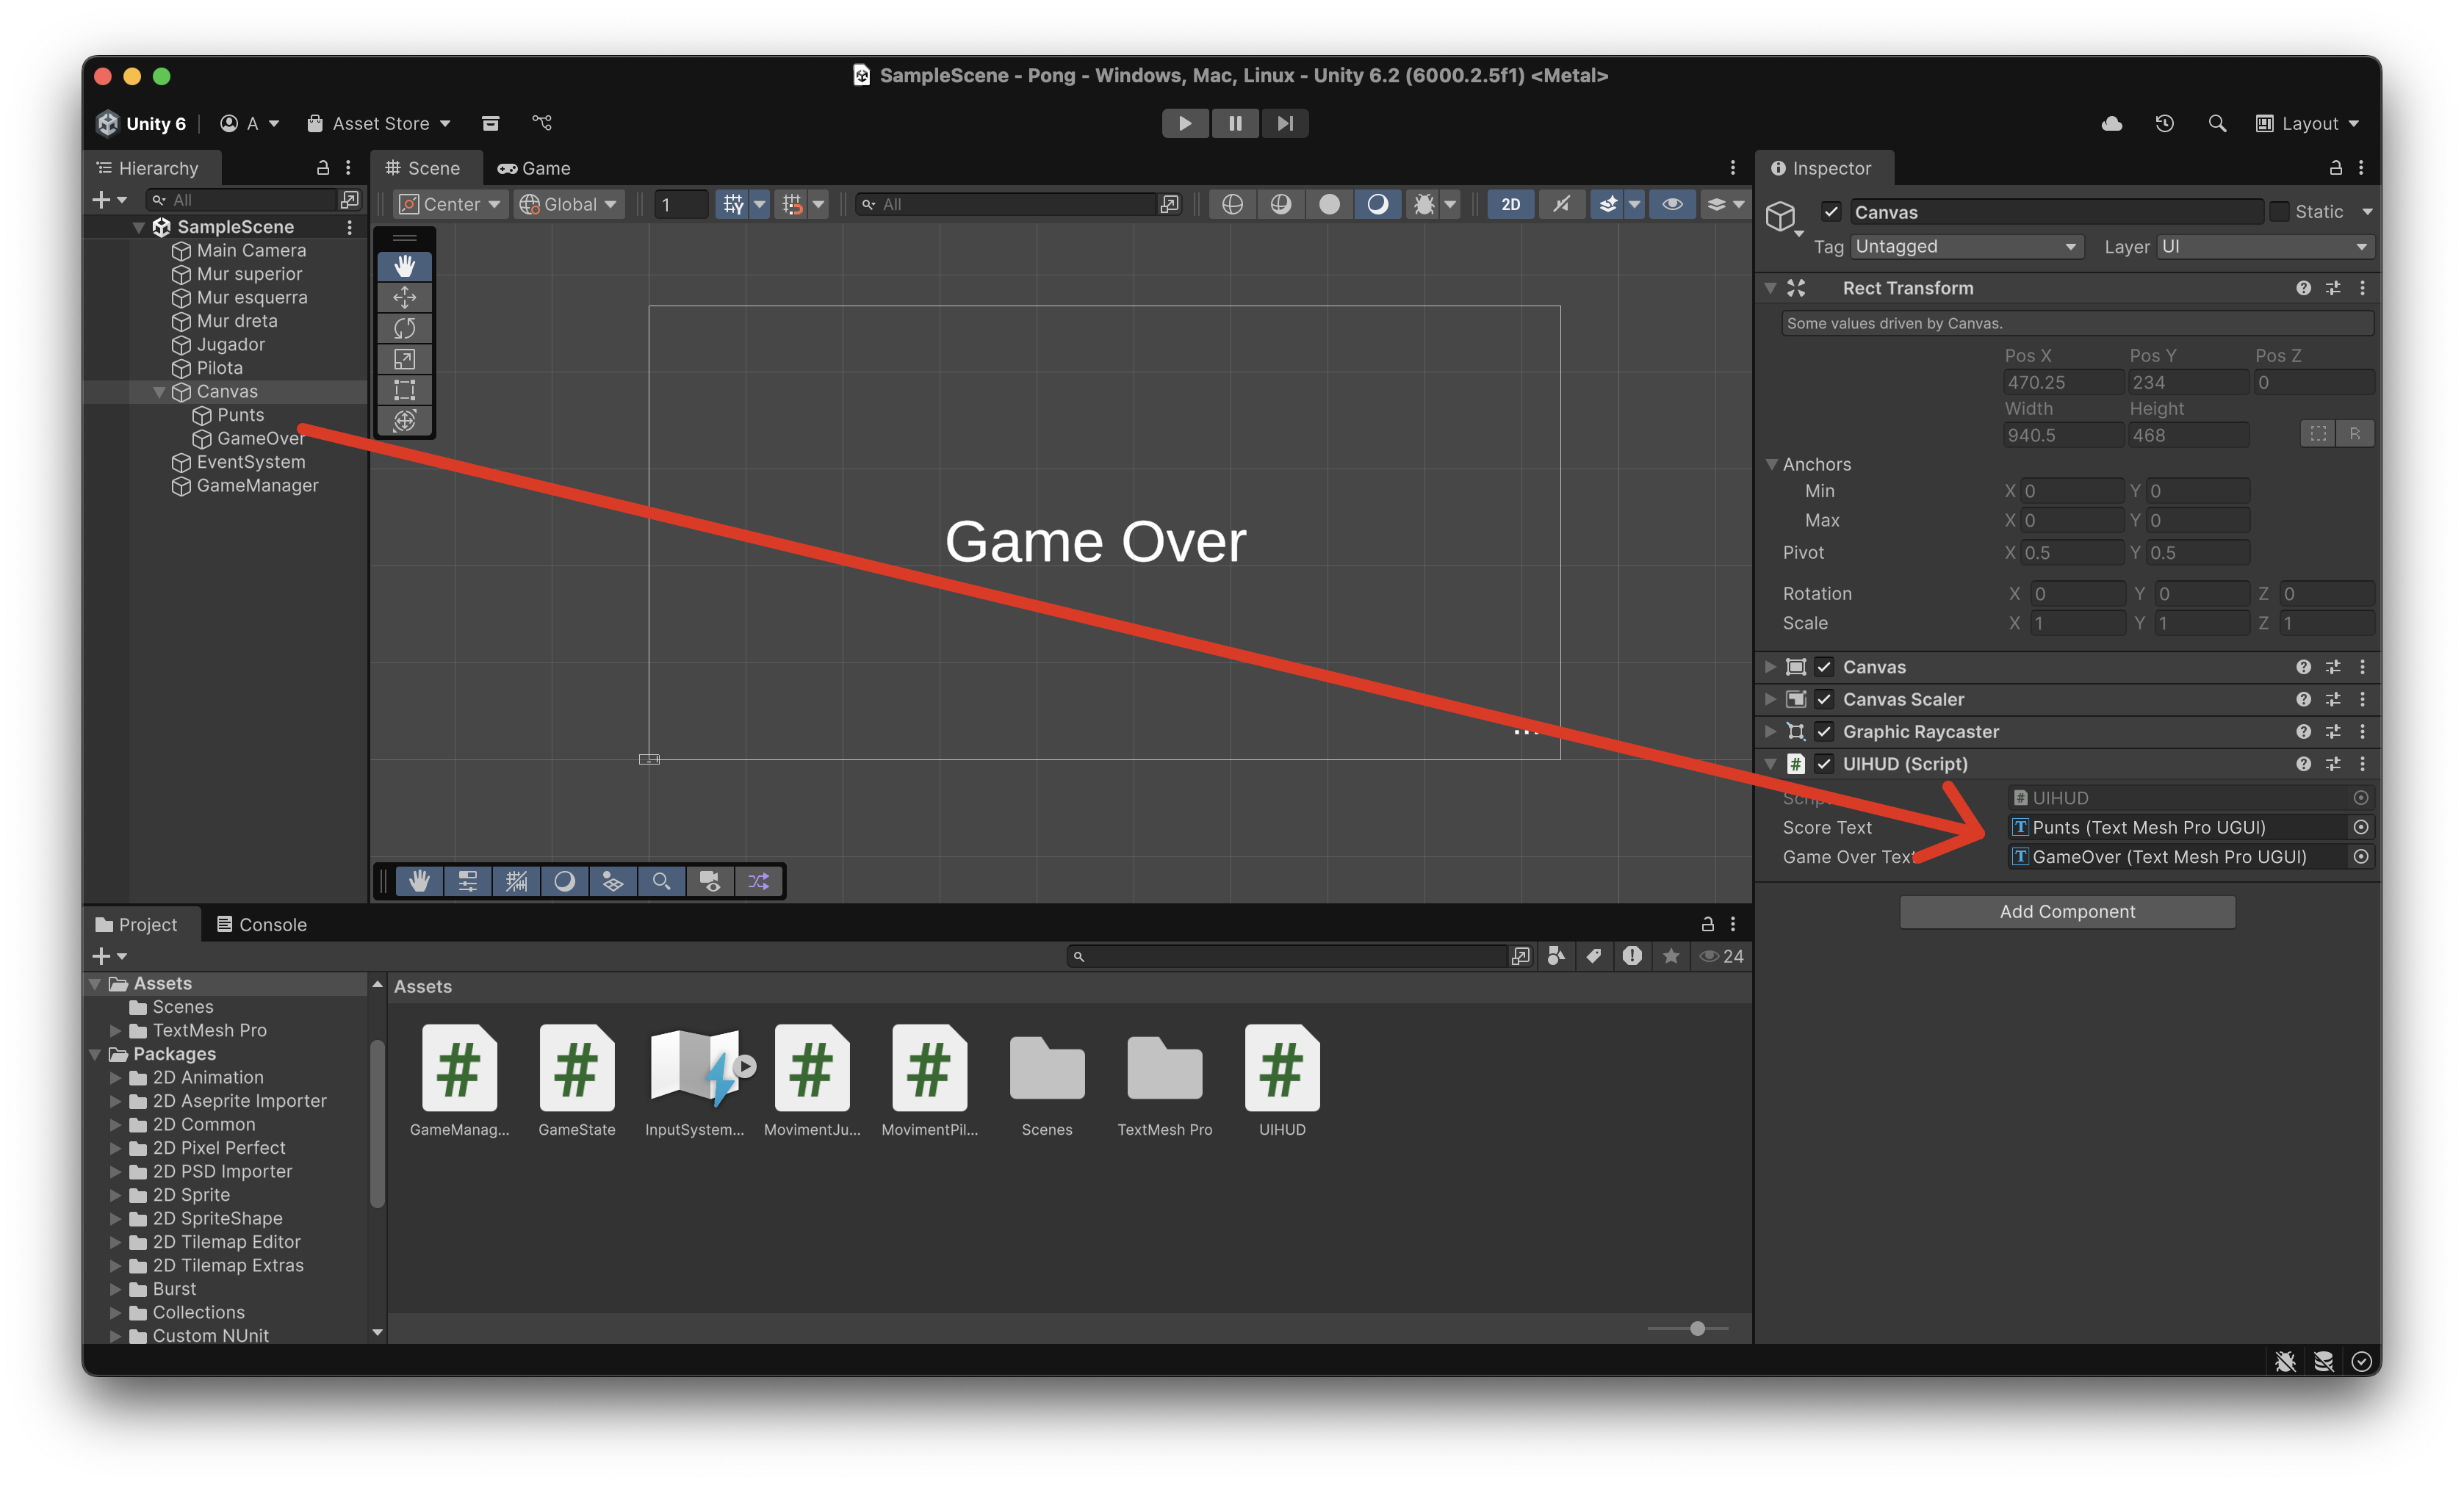 SampleScene - Pong - Windows, Mac, Linux - Unity 6.2 (6000.2.5f1) <Metal>
Unity 6
A
Asset Store
Layout
Hierarchy
All
SampleScene
Main Camera
Mur superior
Mur esquerra
Mur dreta
Jugador
Pilota
Canvas
Punts
GameOver
EventSystem
GameManager
Scene
Game
Center
Global
1
All
2D
Game Over
...
Inspector
Canvas
Static
Tag Untagged
Layer UI
Rect Transform
Some values driven by Canvas.
Pos X Pos Y Pos Z
470.25 234 0
Width Height
940.5 468
R
Anchors
Min X 0 Y 0
Max X 0 Y 0
Pivot X 0.5 Y 0.5
Rotation X 0 Y 0 Z 0
Scale X 1 Y 1 Z 1
Canvas
Canvas Scaler
Graphic Raycaster
# UIHUD (Script)
Script # UIHUD
Score Text T Punts (Text Mesh Pro UGUI)
Game Over Text T GameOver (Text Mesh Pro UGUI)
Add Component
Project
Console
24
Assets
Scenes
TextMesh Pro
Packages
2D Animation
2D Aseprite Importer
2D Common
2D Pixel Perfect
2D PSD Importer
2D Sprite
2D SpriteShape
2D Tilemap Editor
2D Tilemap Extras
Burst
Collections
Custom NUnit
Assets
# # # # #
GameManag... GameState InputSystem... MovimentJu... MovimentPil... Scenes TextMesh Pro UIHUD